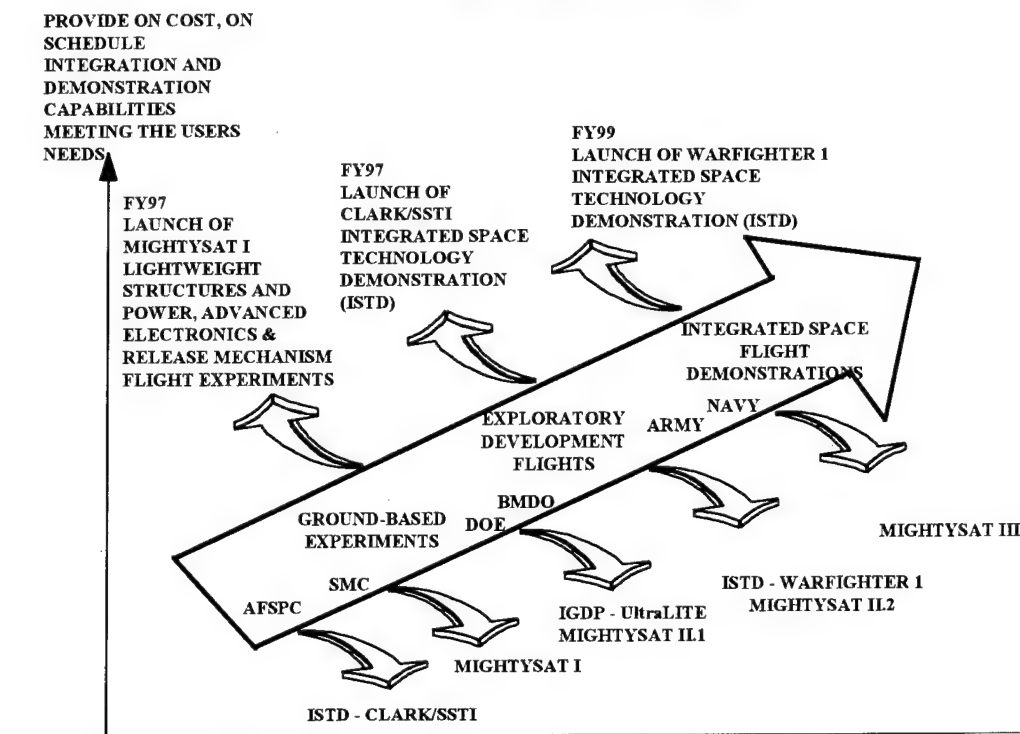 PROVIDE ON COST, ON
SCHEDULE
INTEGRATION AND
DEMONSTRATION
CAPABILITIES
MEETING THE USERS
NEEDS
FY97
LAUNCH OF
MIGHTYSAT I
LIGHTWEIGHT
STRUCTURES AND
POWER, ADVANCED
ELECTRONICS &
RELEASE MECHANISM
FLIGHT EXPERIMENTS
FY97
LAUNCH OF
CLARK/SSTI
INTEGRATED SPACE
TECHNOLOGY
DEMONSTRATION
(ISTD)
FY99
LAUNCH OF WARFIGHTER 1
INTEGRATED SPACE
TECHNOLOGY
DEMONSTRATION (ISTD)
INTEGRATED SPACE
FLIGHT
DEMONSTRATIONS
NAVY
ARMY
EXPLORATORY
DEVELOPMENT
FLIGHTS
BMDO
DOE
GROUND-BASED
EXPERIMENTS
SMC
AFSPC
MIGHTYSAT III
ISTD - WARFIGHTER 1
MIGHTYSAT II.2
IGDP - UltraLITE
MIGHTYSAT II.1
MIGHTYSAT I
ISTD - CLARK/SSTI